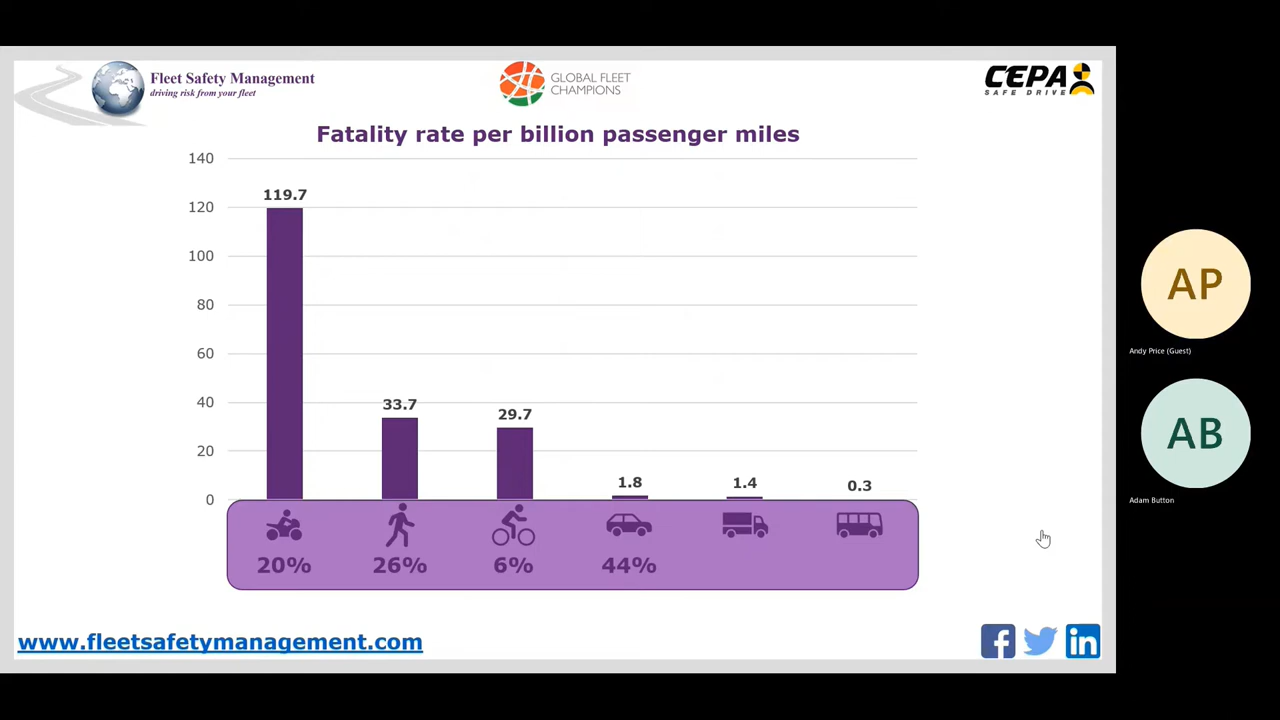 Fleet Safety Management
driving risk from your fleet
GLOBAL FLEET
CHAMPIONS
CEPA
SAFE DRIVE
Fatality rate per billion passenger miles
140
120
100
80
60
40
20
0
119.7
33.7
29.7
1.8
1.4
0.3
20%
26%
6%
44%
www.fleetsafetymanagement.com
f
in
AP
Andy Price (Guest)
AB
Adam Button